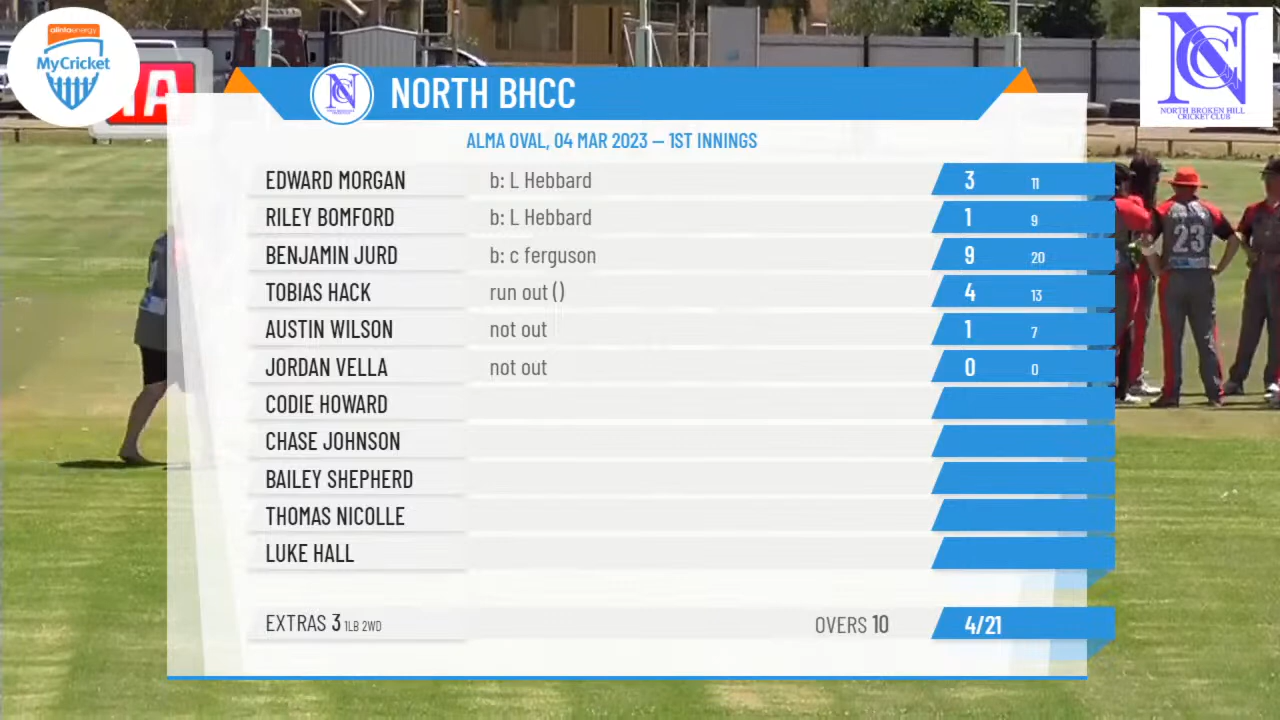 alintaenergy
MyCricket
NC
NORTH BROKEN HILL
CRICKET CLUB
MA
NC
NORTH BHCC
ALMA OVAL, 04 MAR 2023 – 1ST INNINGS
EDWARD MORGAN b: L Hebbard 3 11
RILEY BOMFORD b: L Hebbard 1 9
BENJAMIN JURD b: c ferguson 9 20
TOBIAS HACK run out () 4 13
AUSTIN WILSON not out 1 7
JORDAN VELLA not out 0 0
CODIE HOWARD
CHASE JOHNSON
BAILEY SHEPHERD
THOMAS NICOLLE
LUKE HALL
EXTRAS 3 1LB 2WD OVERS 10 4/21
23